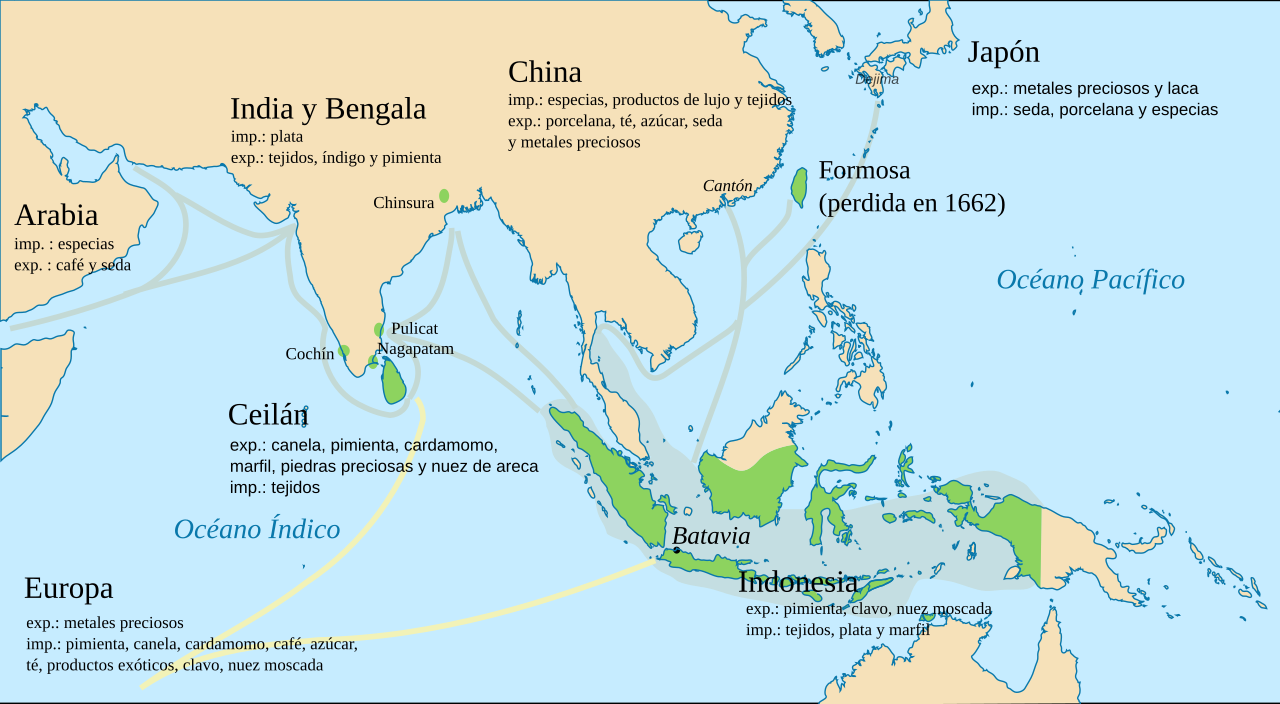 Japón
exp.: metales preciosos y laca
imp.: seda, porcelana y especias
Dejima
China
imp.: especias, productos de lujo y tejidos
exp.: porcelana, té, azúcar, seda
y metales preciosos
India y Bengala
imp.: plata
exp.: tejidos, índigo y pimienta
Formosa
(perdida en 1662)
Cantón
Chinsura
Arabia
imp. : especias
exp. : café y seda
Océano Pacífico
Pulicat
Nagapatam
Cochín
Ceilán
exp.: canela, pimienta, cardamomo,
marfil, piedras preciosas y nuez de areca
imp.: tejidos
Océano Índico
Batavia
Indonesia
exp.: pimienta, clavo, nuez moscada
imp.: tejidos, plata y marfil
Europa
exp.: metales preciosos
imp.: pimienta, canela, cardamomo, café, azúcar,
té, productos exóticos, clavo, nuez moscada